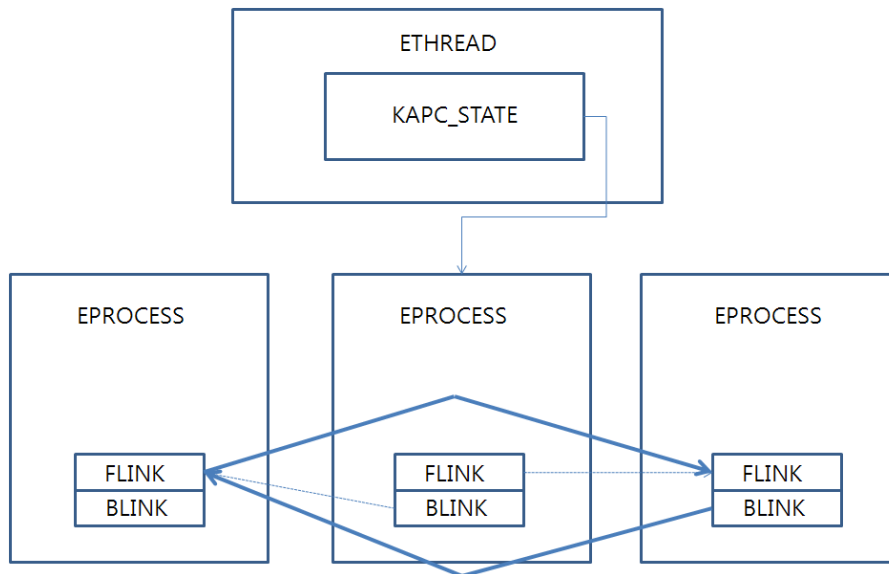 ETHREAD
KAPC_STATE
EPROCESS
EPROCESS
EPROCESS
FLINK
BLINK
FLINK
BLINK
FLINK
BLINK